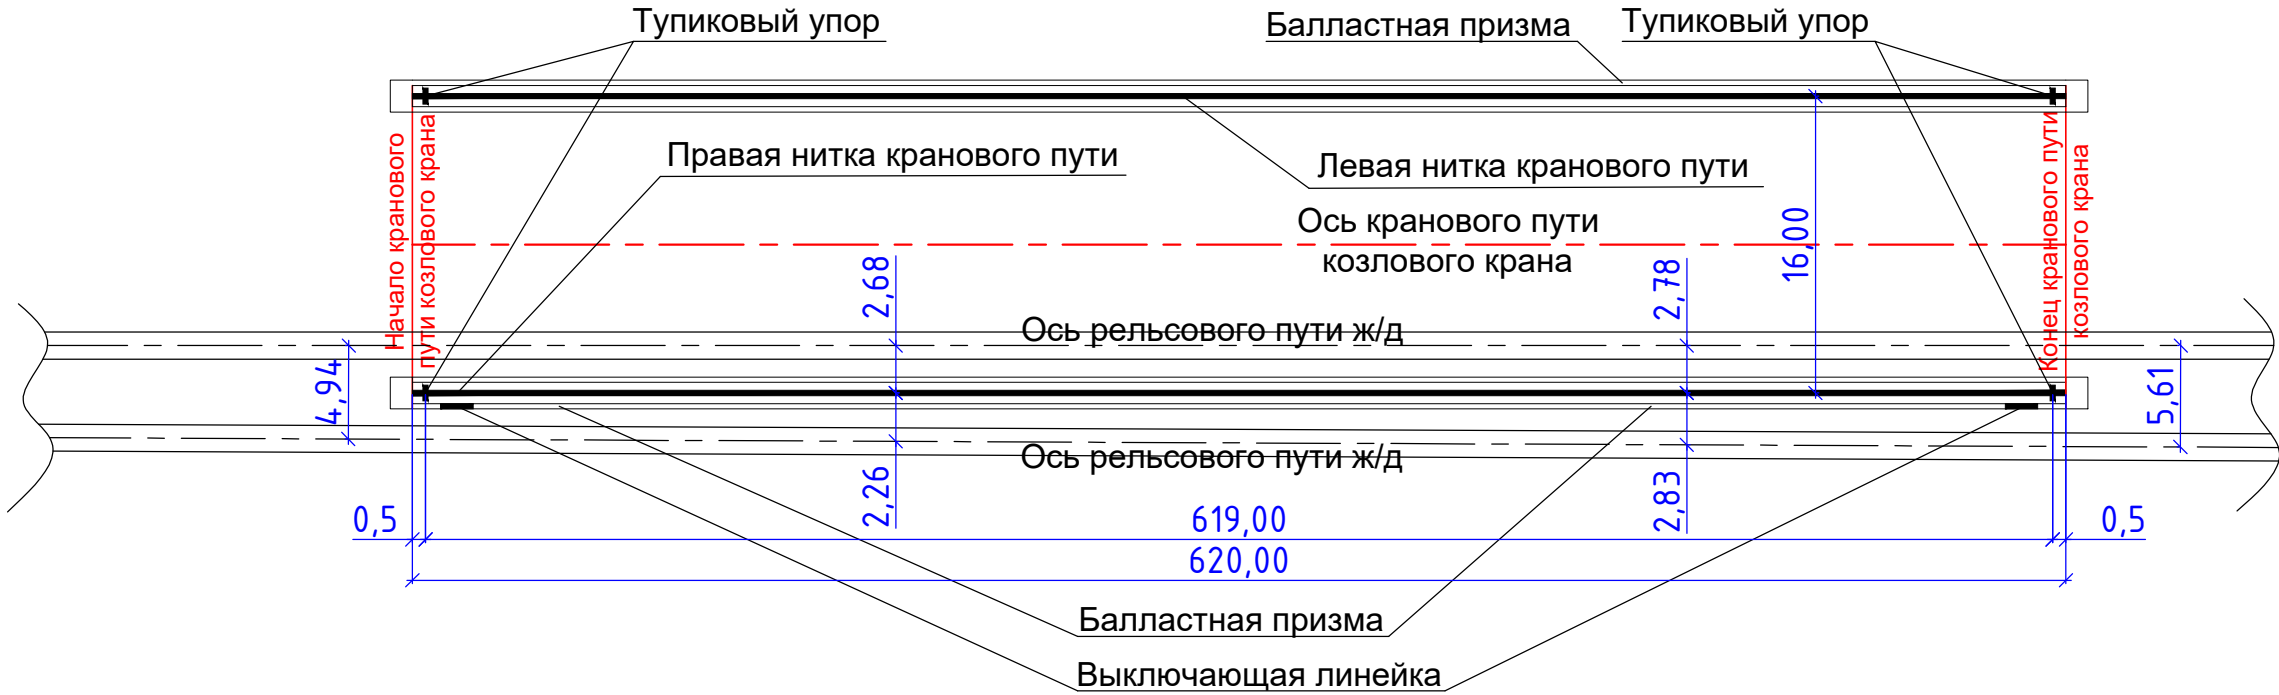 Тупиковый упор
Балластная призма
Тупиковый упор
Начало кранового
пути козлового крана
Правая нитка кранового пути
Левая нитка кранового пути
Конец кранового пути
козлового крана
Ось кранового пути
козлового крана
16,00
2,68
2,78
Ось рельсового пути ж/д
4,94
5,61
Ось рельсового пути ж/д
2,26
2,83
0,5
619,00
0,5
620,00
Балластная призма
Выключающая линейка